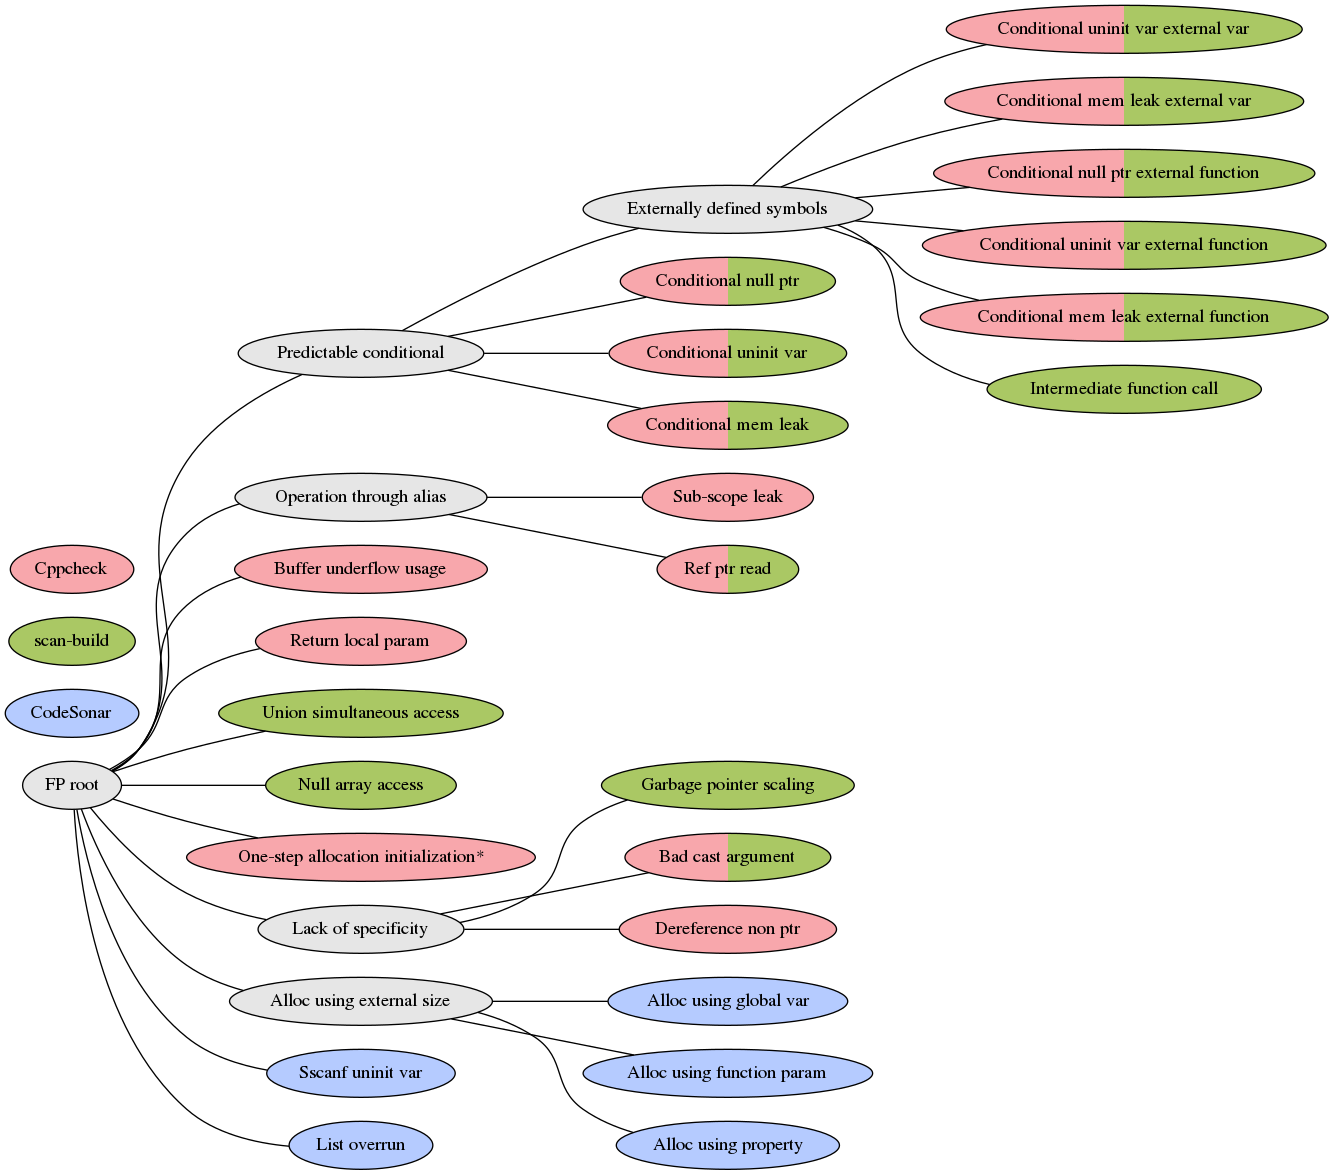 Conditional uninit var external var
Conditional mem leak external var
Conditional null ptr external function
Externally defined symbols
Conditional uninit var external function
Conditional null ptr
Conditional mem leak external function
Predictable conditional
Conditional uninit var
Intermediate function call
Conditional mem leak
Operation through alias
Sub-scope leak
Cppcheck
Buffer underflow usage
Ref ptr read
scan-build
Return local param
CodeSonar
Union simultaneous access
FP root
Null array access
Garbage pointer scaling
One-step allocation initialization*
Bad cast argument
Lack of specificity
Dereference non ptr
Alloc using external size
Alloc using global var
Sscanf uninit var
Alloc using function param
List overrun
Alloc using property